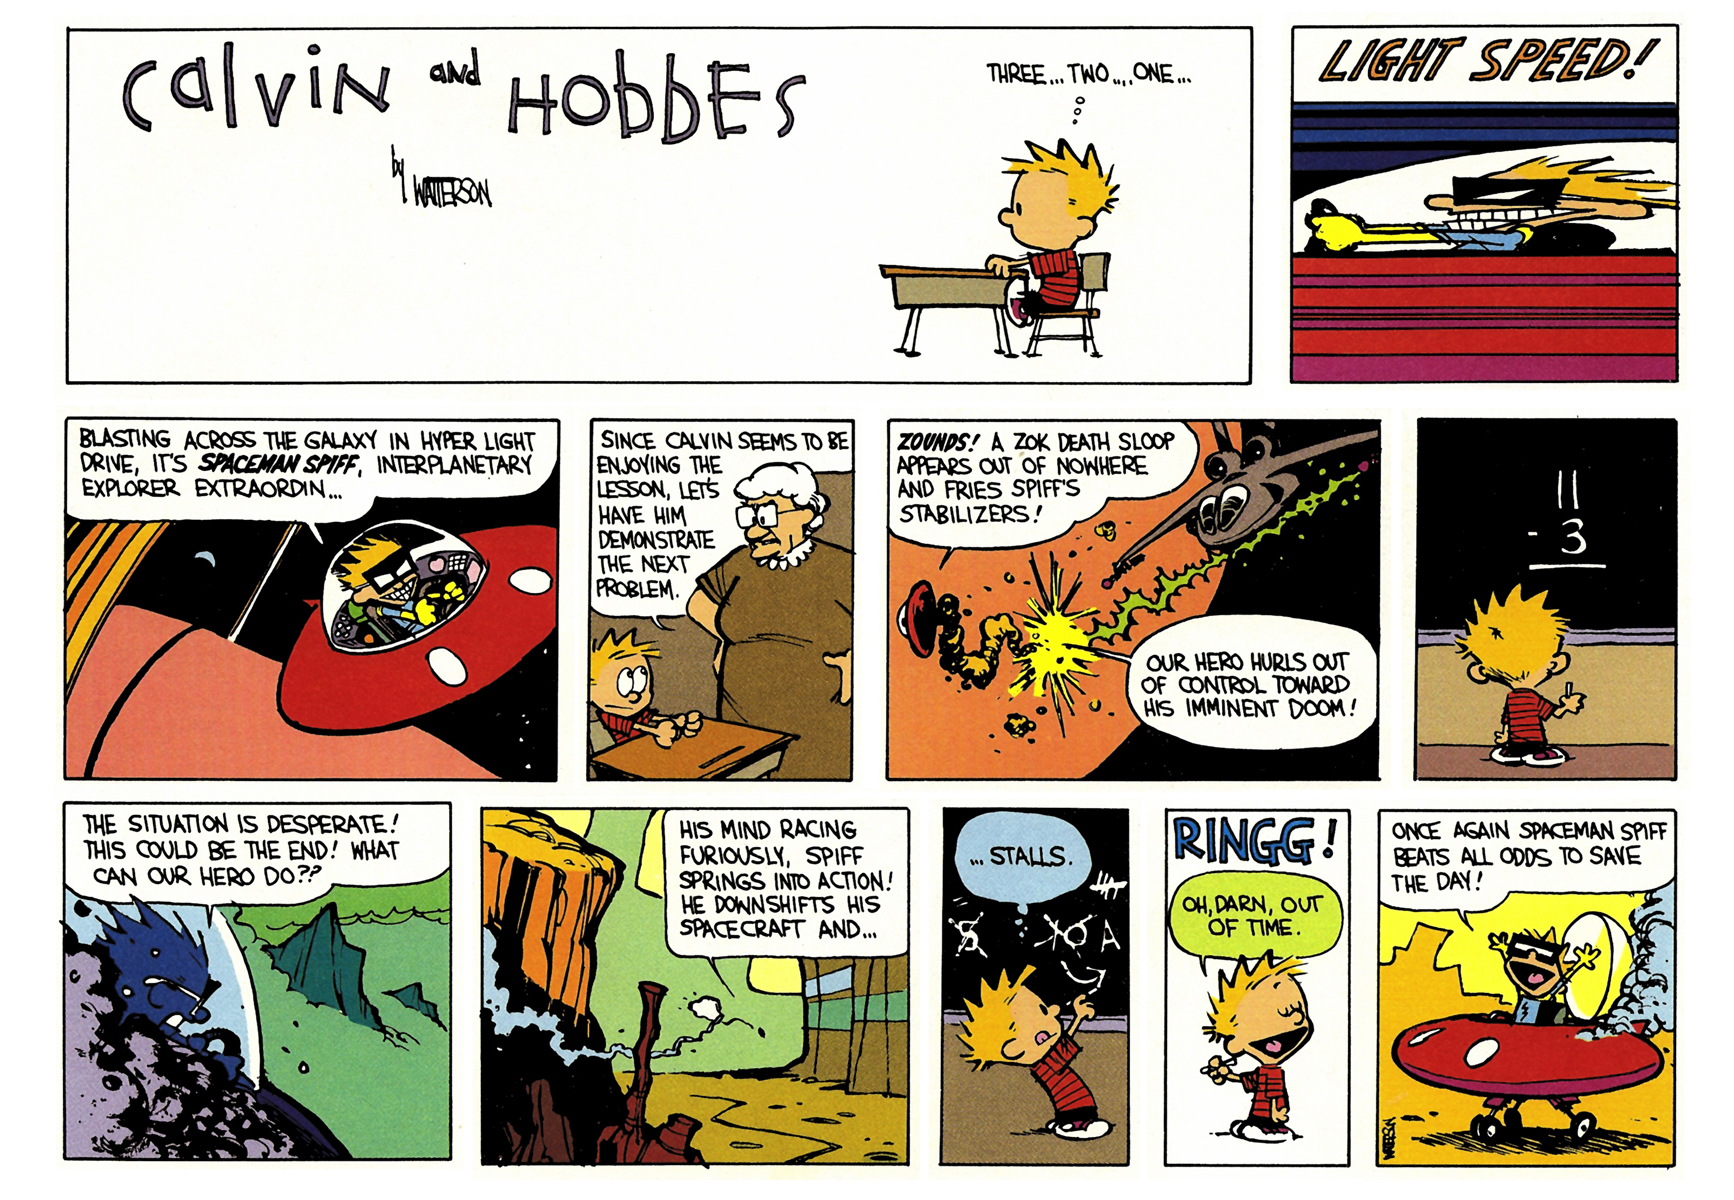 Calvin and HobbEs
by WATTERSON
THREE... TWO.... ONE...
LIGHT SPEED!
BLASTING ACROSS THE GALAXY IN HYPER LIGHT
DRIVE, IT'S SPACEMAN SPIFF, INTERPLANETARY
EXPLORER EXTRAORDIN...
SINCE CALVIN SEEMS TO BE
ENJOYING THE
LESSON, LET'S
HAVE HIM
DEMONSTRATE
THE NEXT
PROBLEM.
ZOUNDS! A ZOK DEATH SLOOP
APPEARS OUT OF NOWHERE
AND FRIES SPIFF'S
STABILIZERS!
OUR HERO HURLS OUT
OF CONTROL TOWARD
HIS IMMINENT DOOM!
11
- 3
THE SITUATION IS DESPERATE!
THIS COULD BE THE END! WHAT
CAN OUR HERO DO??
HIS MIND RACING
FURIOUSLY, SPIFF
SPRINGS INTO ACTION!
HE DOWNSHIFTS HIS
SPACECRAFT AND...
... STALLS.
A
RINGG!
OH, DARN, OUT
OF TIME.
ONCE AGAIN SPACEMAN SPIFF
BEATS ALL ODDS TO SAVE
THE DAY!
WATTERSON